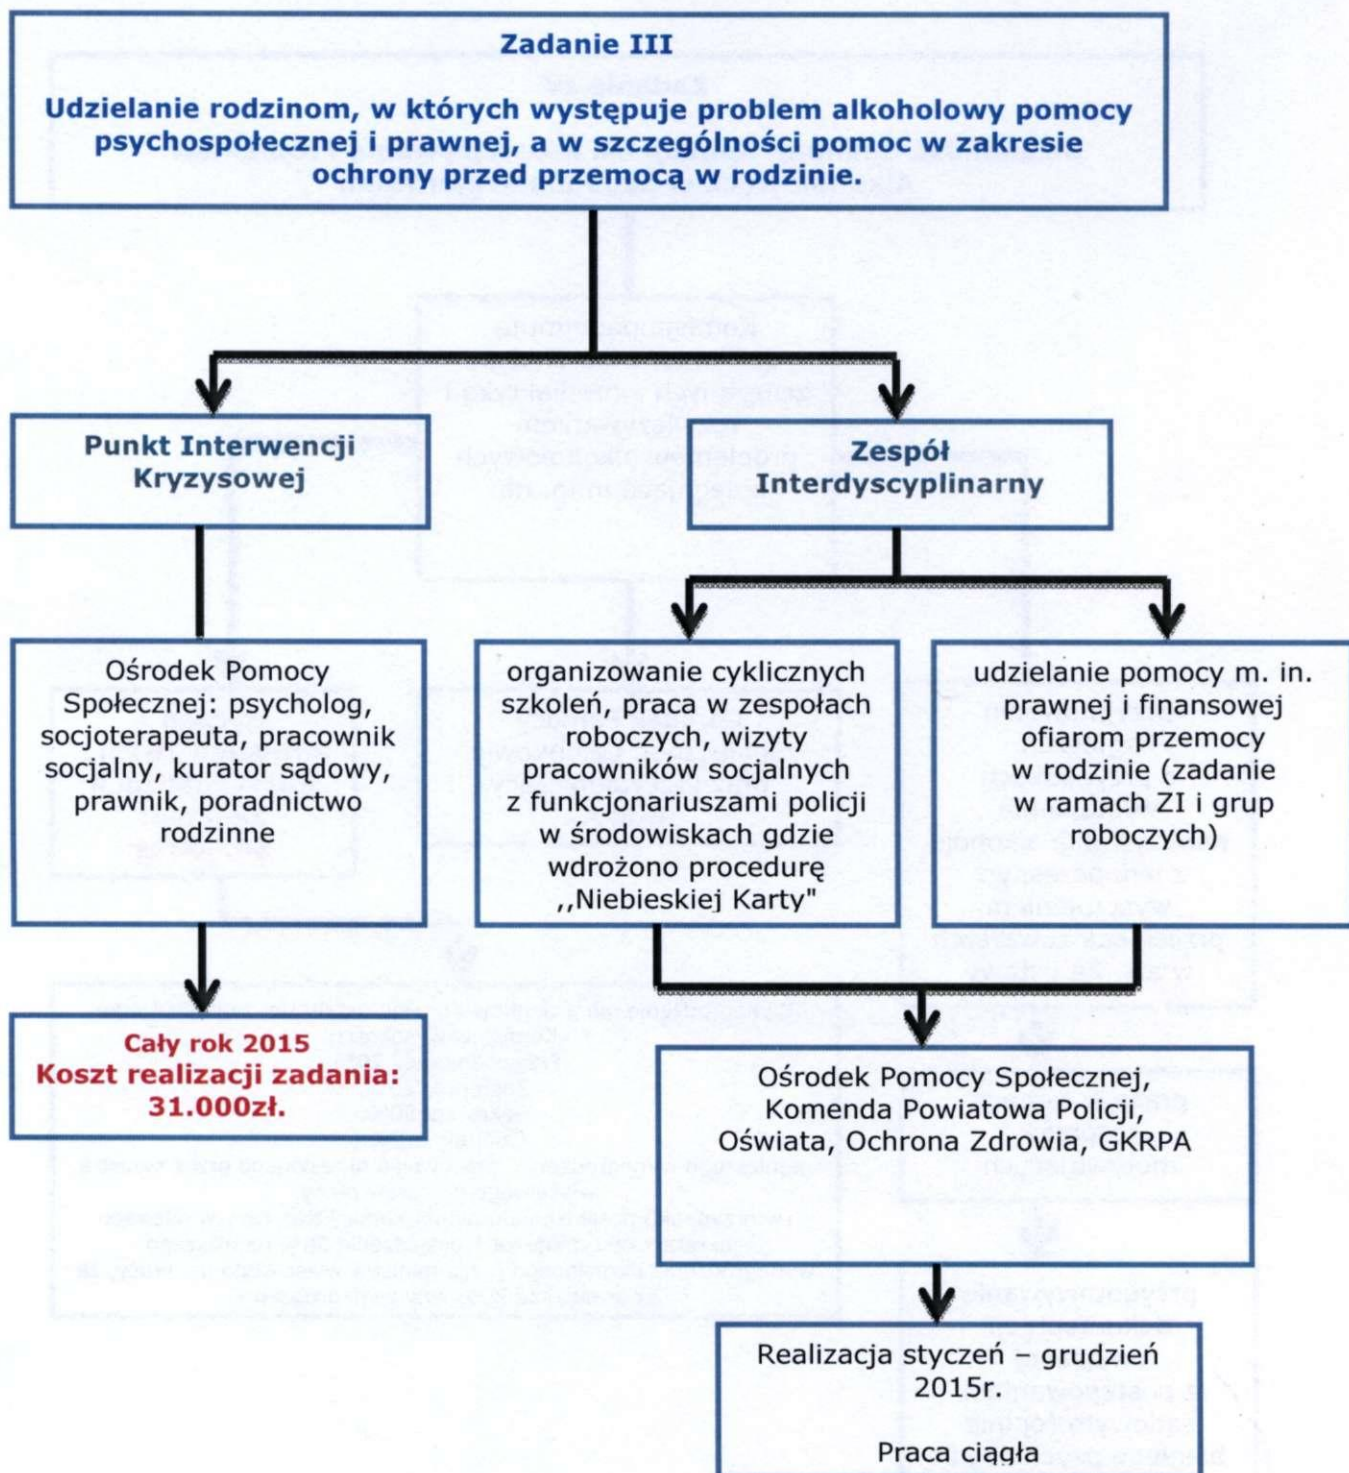 Zadanie III
Udzielanie rodzinom, w których występuje problem alkoholowy pomocy
psychospołecznej i prawnej, a w szczególności pomoc w zakresie
ochrony przed przemocą w rodzinie.
Punkt Interwencji
Kryzysowej
Zespół
Interdyscyplinarny
Ośrodek Pomocy
Społecznej: psycholog,
socjoterapeuta, pracownik
socjalny, kurator sądowy,
prawnik, poradnictwo
rodzinne
organizowanie cyklicznych
szkoleń, praca w zespołach
roboczych, wizyty
pracowników socjalnych
z funkcjonariuszami policji
w środowiskach gdzie
wdrożono procedurę
,,Niebieskiej Karty"
udzielanie pomocy m. in.
prawnej i finansowej
ofiarom przemocy
w rodzinie (zadanie
w ramach ZI i grup
roboczych)
Cały rok 2015
Koszt realizacji zadania:
31.000zł.
Ośrodek Pomocy Społecznej,
Komenda Powiatowa Policji,
Oświata, Ochrona Zdrowia, GKRPA
Realizacja styczeń – grudzień
2015r.
Praca ciągła